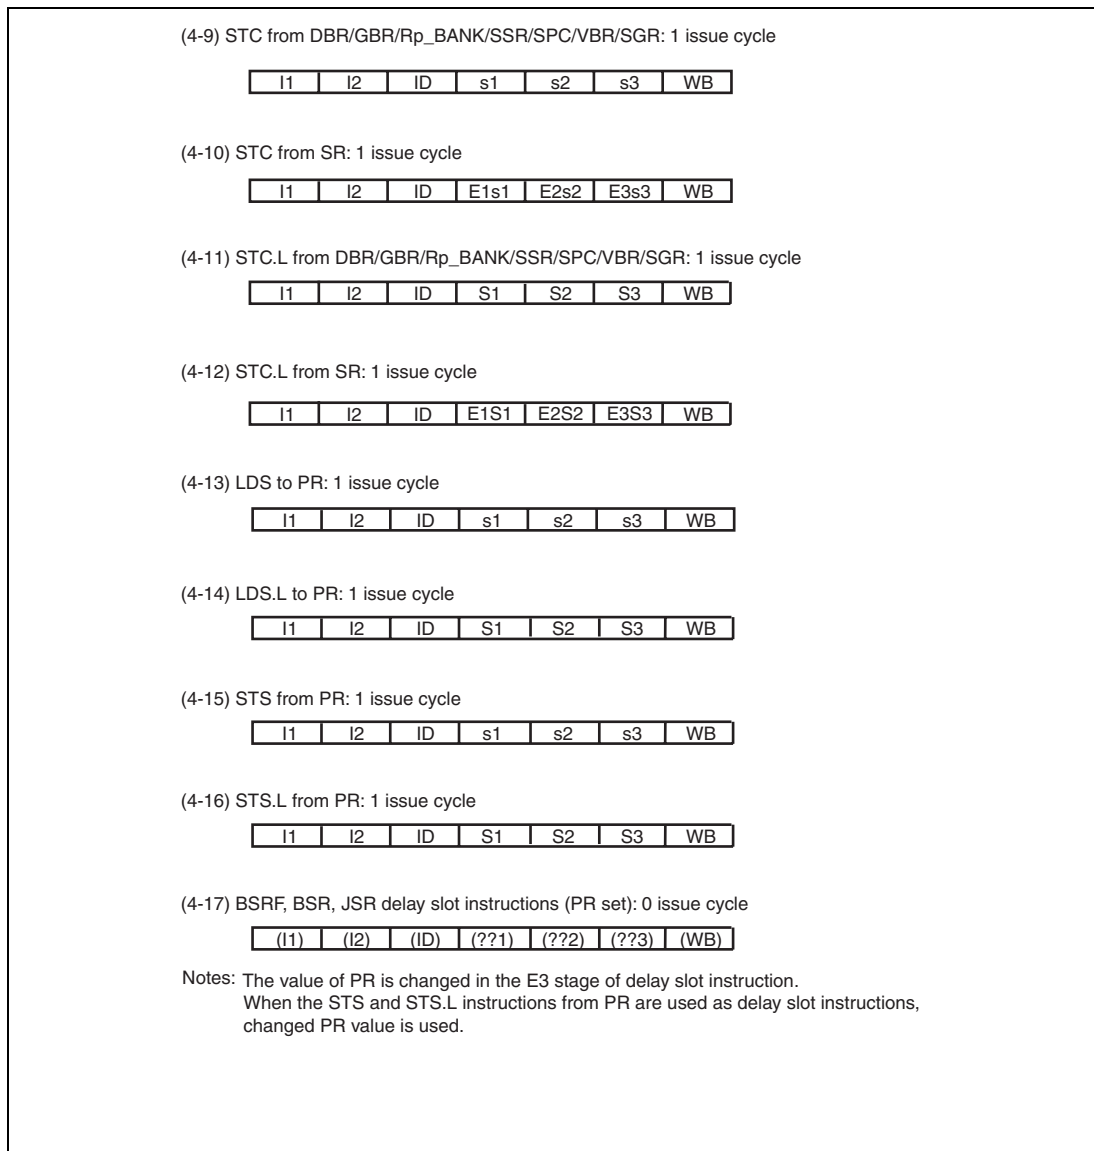 (4-9) STC from DBR/GBR/Rp_BANK/SSR/SPC/VBR/SGR: 1 issue cycle
I1 I2 ID s1 s2 s3 WB
(4-10) STC from SR: 1 issue cycle
I1 I2 ID E1s1 E2s2 E3s3 WB
(4-11) STC.L from DBR/GBR/Rp_BANK/SSR/SPC/VBR/SGR: 1 issue cycle
I1 I2 ID S1 S2 S3 WB
(4-12) STC.L from SR: 1 issue cycle
I1 I2 ID E1S1 E2S2 E3S3 WB
(4-13) LDS to PR: 1 issue cycle
I1 I2 ID s1 s2 s3 WB
(4-14) LDS.L to PR: 1 issue cycle
I1 I2 ID S1 S2 S3 WB
(4-15) STS from PR: 1 issue cycle
I1 I2 ID s1 s2 s3 WB
(4-16) STS.L from PR: 1 issue cycle
I1 I2 ID S1 S2 S3 WB
(4-17) BSRF, BSR, JSR delay slot instructions (PR set): 0 issue cycle
(I1) (I2) (ID) (??1) (??2) (??3) (WB)
Notes: The value of PR is changed in the E3 stage of delay slot instruction.
When the STS and STS.L instructions from PR are used as delay slot instructions,
changed PR value is used.